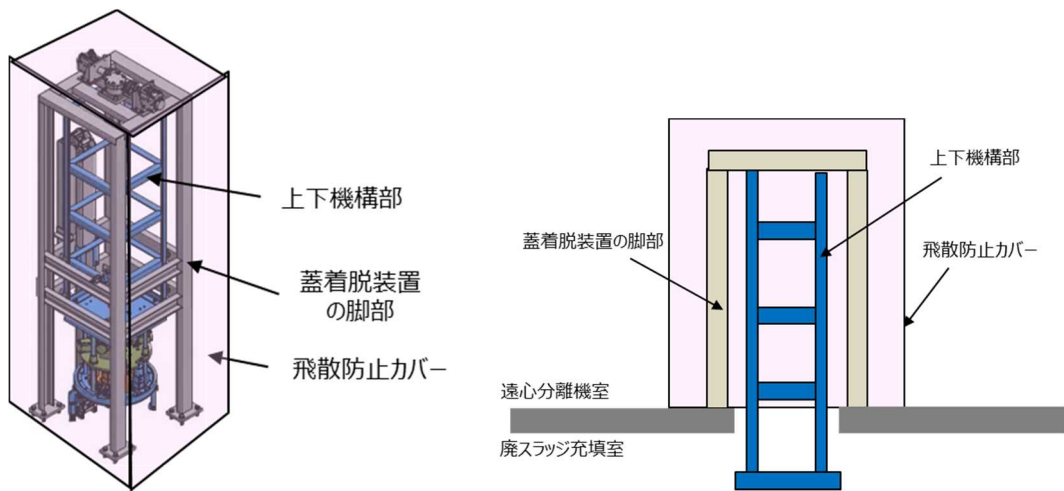 上下機構部
蓋着脱装置
の脚部
飛散防止カバー
上下機構部
蓋着脱装置の脚部
飛散防止カバー
遠心分離機室
廃スラッジ充填室